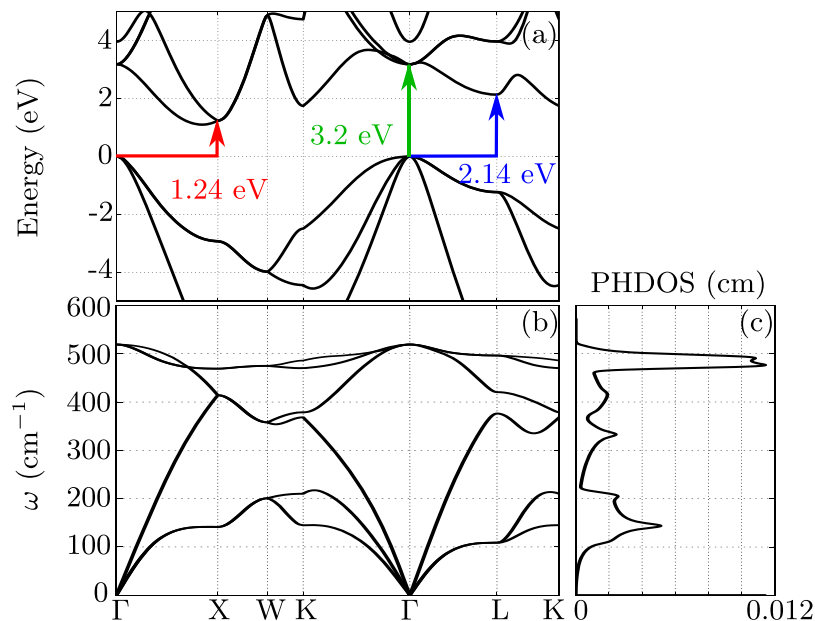 (a)
4
2
0
-2
-4
Energy (eV)
1.24 eV
3.2 eV
2.14 eV
PHDOS (cm)
(b)
(c)
600
500
400
300
200
100
0
ω (cm⁻¹)
Γ X W K Γ L K
0 0.012